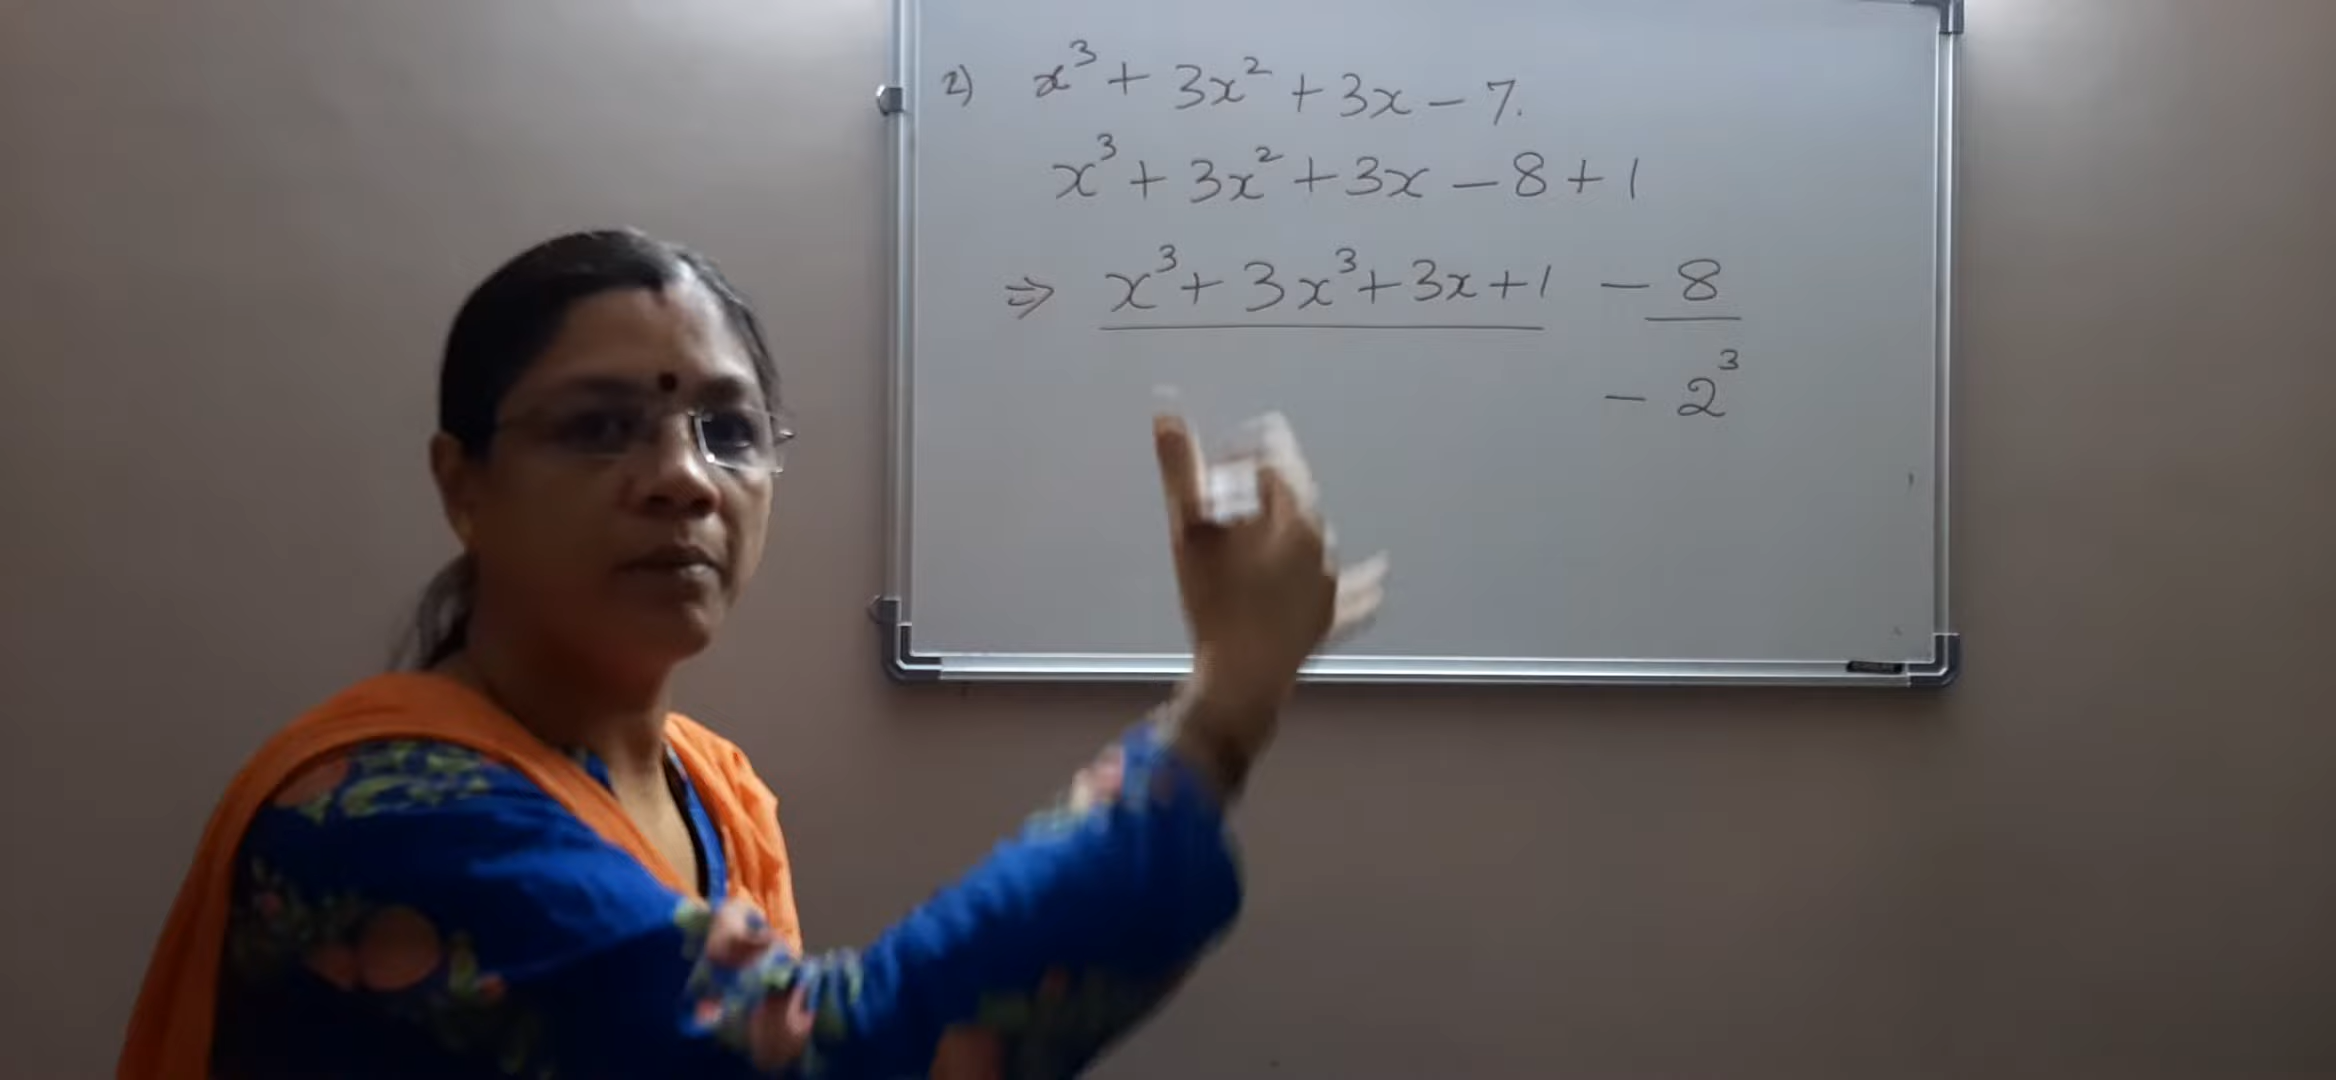 2) x³ + 3x² + 3x - 7.
x³ + 3x² + 3x - 8 + 1
⇒ x³ + 3x³ + 3x + 1 - 8
- 2³